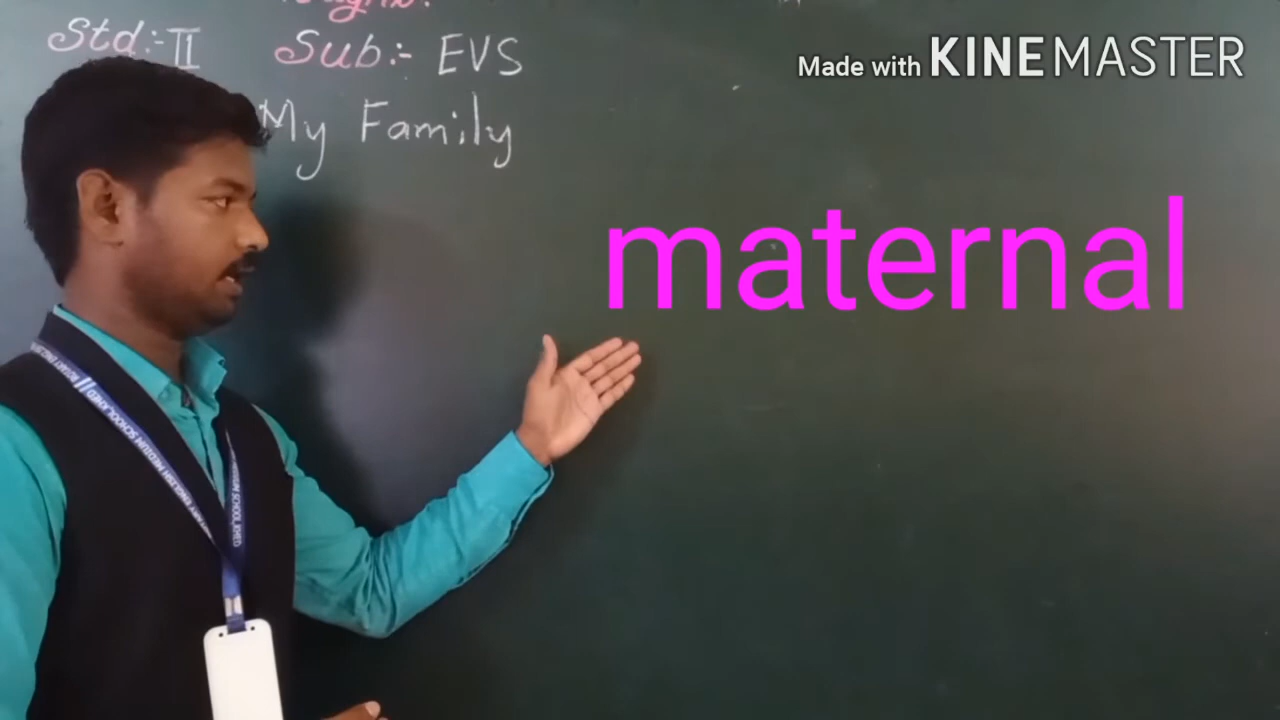 Std:- II Sub:- EVS
My Family
Made with KINEMASTER
maternal